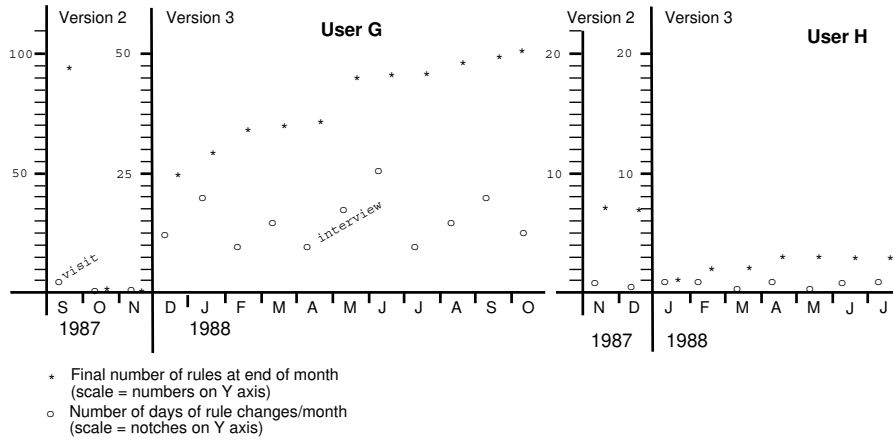 Version 2 Version 3 User G
100 50
50 25
visit
interview
S O N D J F M A M J J A S O
1987 1988
Version 2 Version 3 User H
20 20
10 10
N D J F M A M J J
1987 1988
* Final number of rules at end of month
(scale = numbers on Y axis)
o Number of days of rule changes/month
(scale = notches on Y axis)